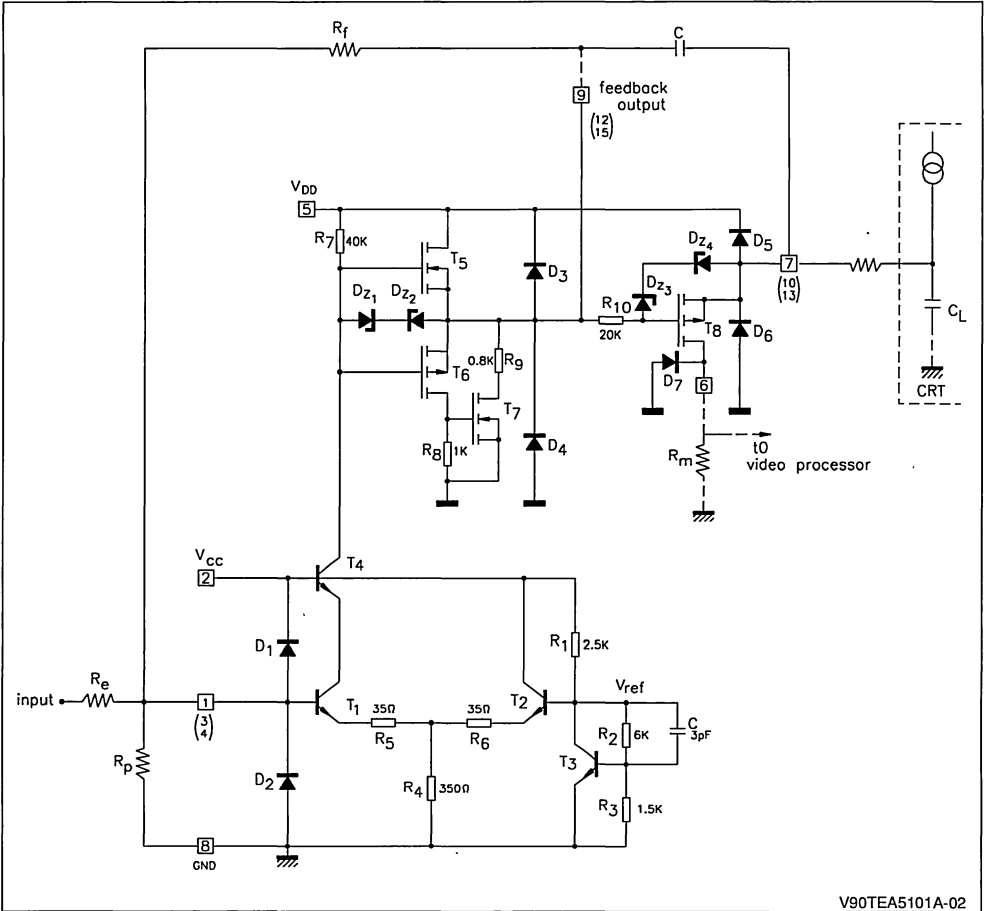 Rf
C
9
feedback
output
(12
15)
VDD
5
R7
40K
T5
Dz1
Dz2
D3
Dz4
D5
7
(10
13)
Dz3
R10
20K
T8
D6
CL
CRT
T6
0.8K
R9
T7
D7
6
R8
1K
D4
Rm
t0
video processor
VCC
2
T4
D1
R1
2.5K
input
Re
1
(3
4)
T1
35Ω
R5
35Ω
R6
T2
Vref
R2
6K
C
3pF
Rp
D2
R4
350Ω
T3
R3
1.5K
8
GND
V90TEA5101A-02